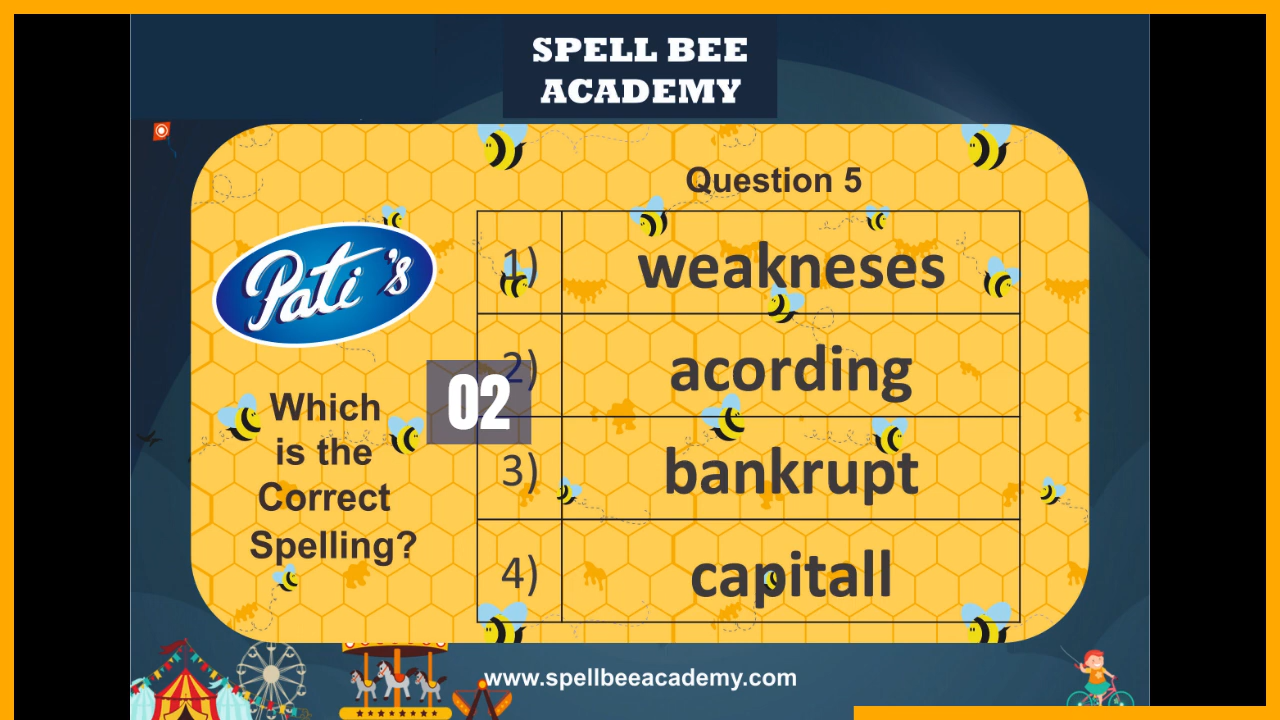 SPELL BEE
ACADEMY
Question 5
Pati's
Which
is the
Correct
Spelling?
02
1) weakneses
2) acording
3) bankrupt
4) capitall
www.spellbeeacademy.com